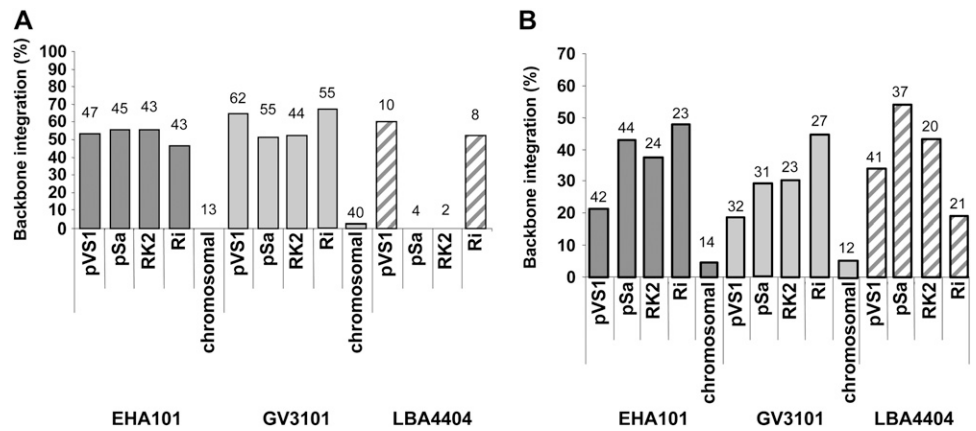 A
Backbone integration (%)
100
90
80
70
60
50
40
30
20
10
0
47 45 43 43 13 62 55 44 55 40 10 4 2 8
pVS1 pSa RK2 Ri chromosomal pVS1 pSa RK2 Ri chromosomal pVS1 pSa RK2 Ri
EHA101 GV3101 LBA4404
B
Backbone integration (%)
70
60
50
40
30
20
10
0
42 44 24 23 14 32 31 23 27 12 41 37 20 21
pVS1 pSa RK2 Ri chromosomal pVS1 pSa RK2 Ri chromosomal pVS1 pSa RK2 Ri
EHA101 GV3101 LBA4404